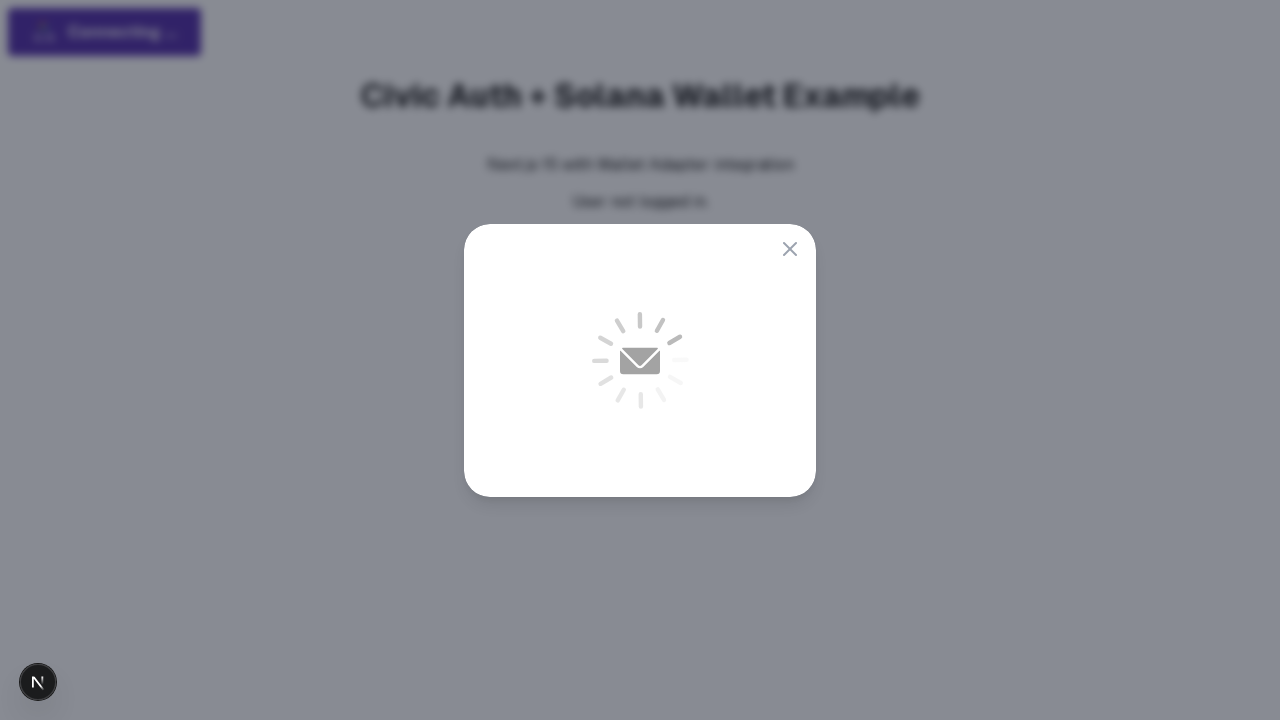 Connecting ...
Civic Auth + Solana Wallet Example
Next.js 15 with Wallet Adapter integration
User not logged in
N